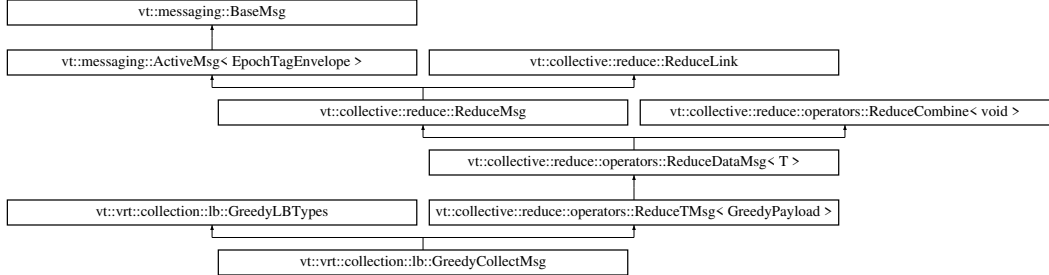 vt::messaging::BaseMsg
vt::messaging::ActiveMsg< EpochTagEnvelope >
vt::collective::reduce::ReduceLink
vt::collective::reduce::ReduceMsg
vt::collective::reduce::operators::ReduceCombine< void >
vt::collective::reduce::operators::ReduceDataMsg< T >
vt::vrt::collection::lb::GreedyLBTypes
vt::collective::reduce::operators::ReduceTMsg< GreedyPayload >
vt::vrt::collection::lb::GreedyCollectMsg